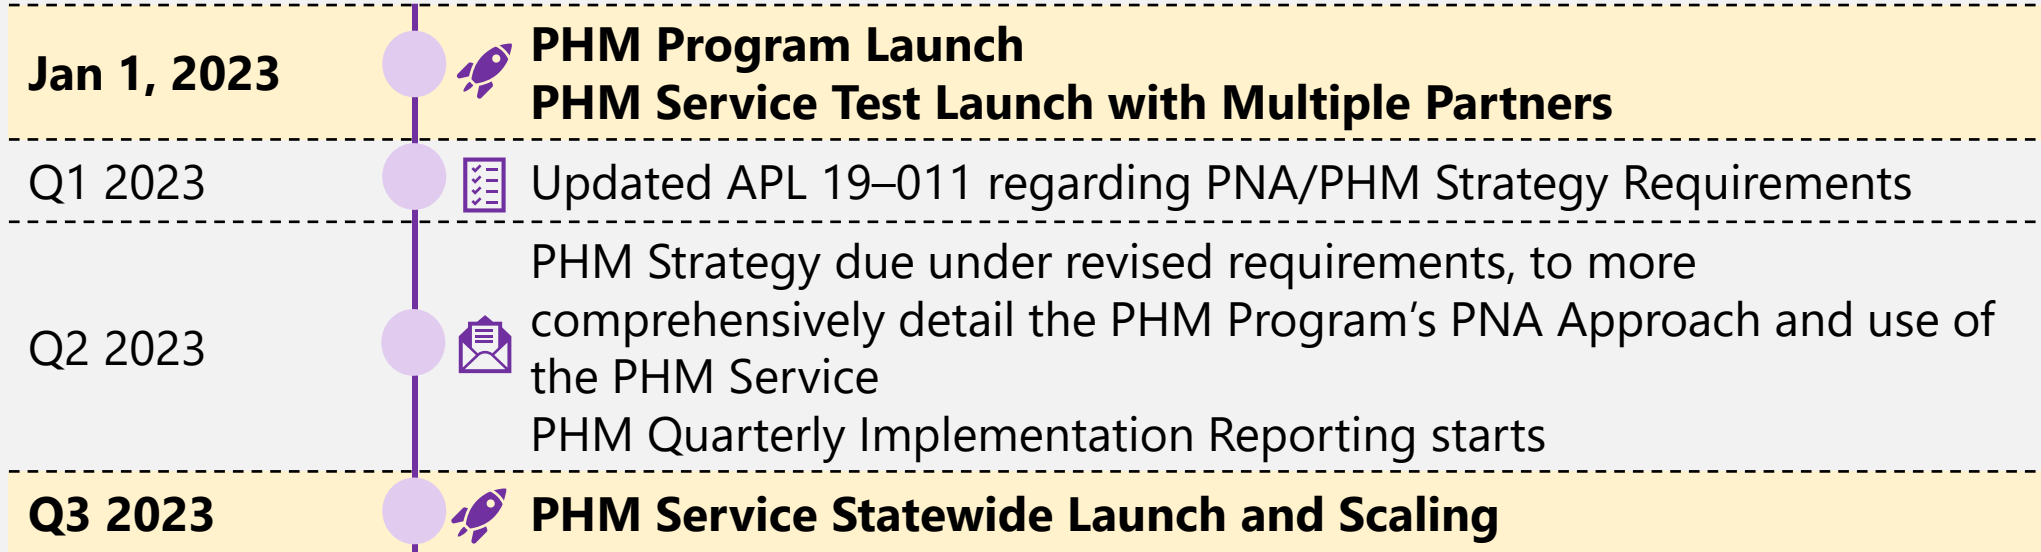 Jan 1, 2023
PHM Program Launch
PHM Service Test Launch with Multiple Partners
Q1 2023
Updated APL 19–011 regarding PNA/PHM Strategy Requirements
Q2 2023
PHM Strategy due under revised requirements, to more
comprehensively detail the PHM Program’s PNA Approach and use of
the PHM Service
PHM Quarterly Implementation Reporting starts
Q3 2023
PHM Service Statewide Launch and Scaling